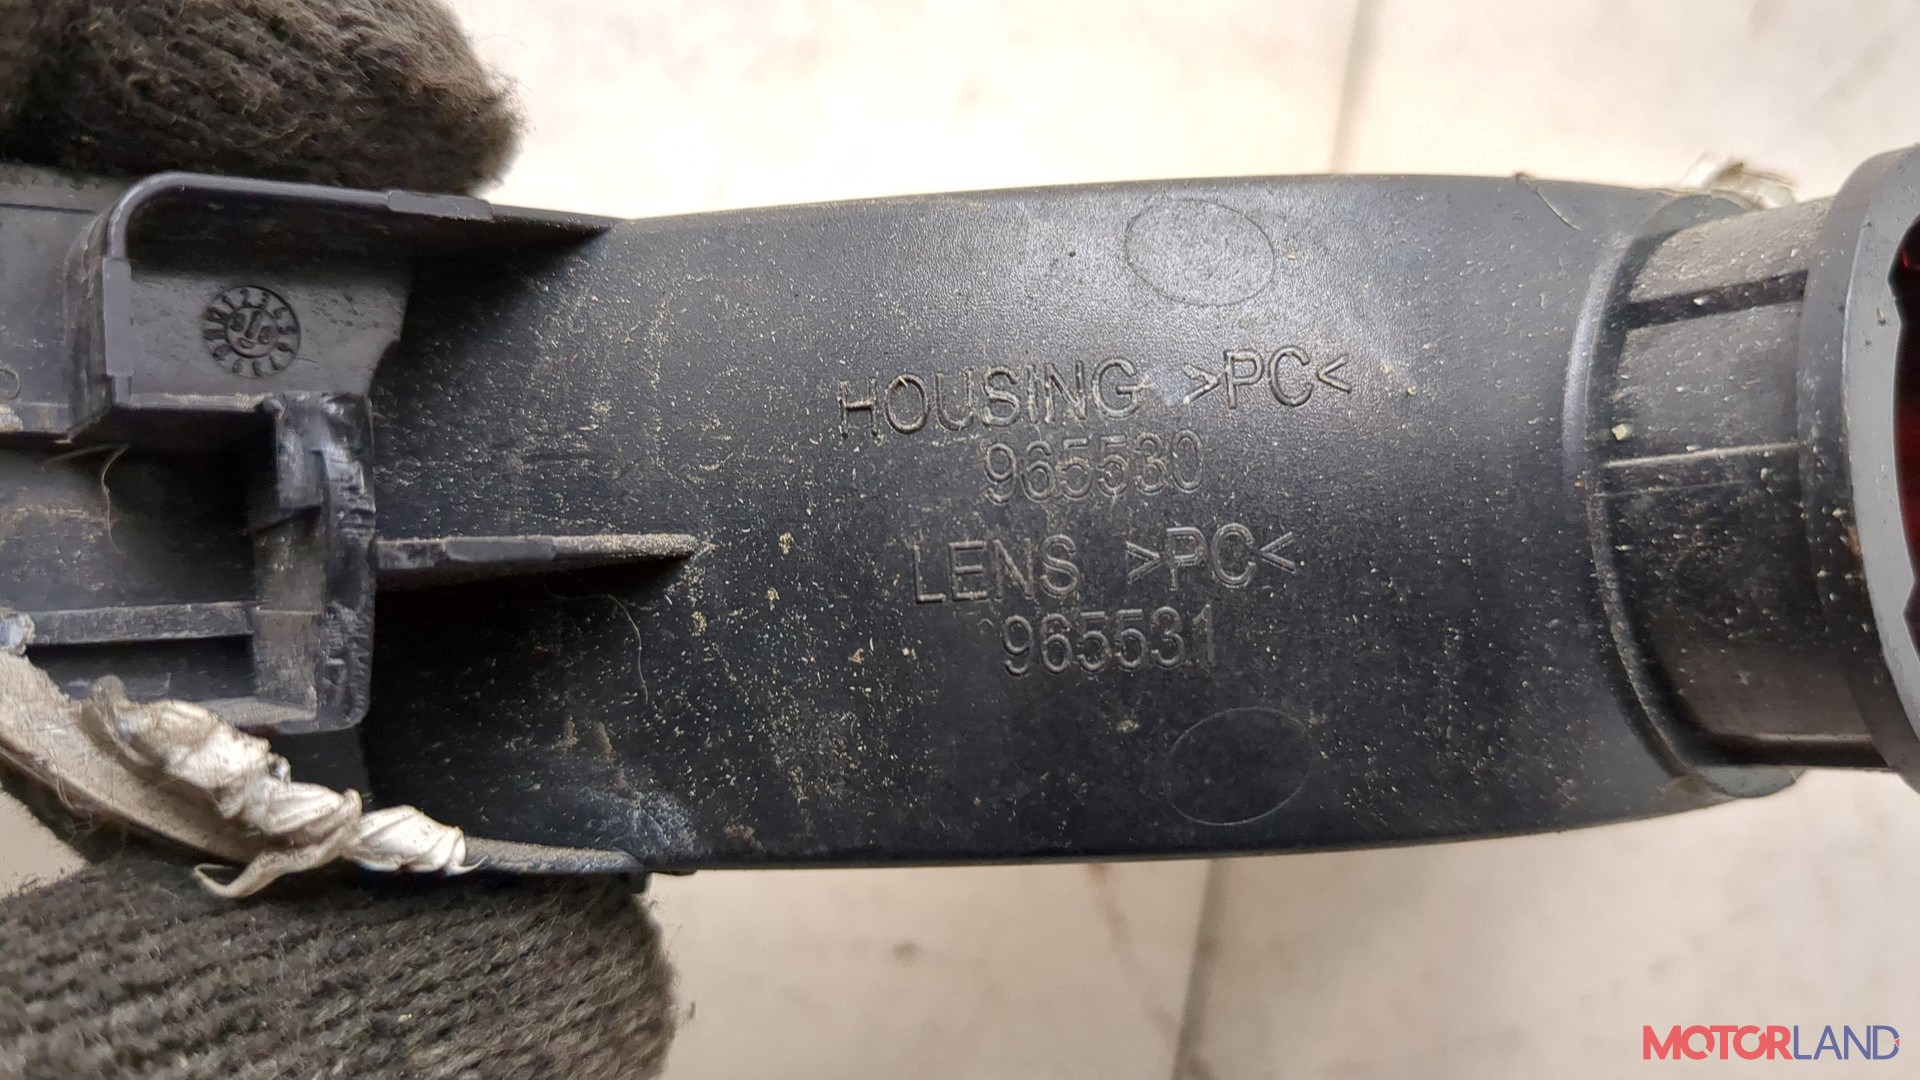 HOUSING >PC<
965530
LENS >PC<
965531
MOTORLAND